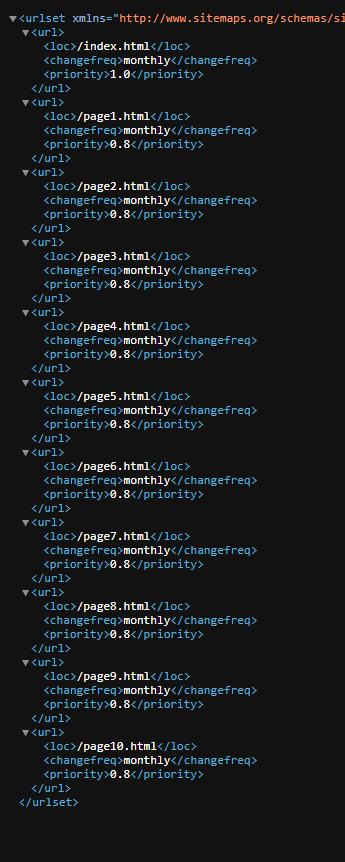 <urlset xmlns="http://www.sitemaps.org/schemas/si
<url>
<loc>/index.html</loc>
<changefreq>monthly</changefreq>
<priority>1.0</priority>
</url>
<url>
<loc>/page1.html</loc>
<changefreq>monthly</changefreq>
<priority>0.8</priority>
</url>
<url>
<loc>/page2.html</loc>
<changefreq>monthly</changefreq>
<priority>0.8</priority>
</url>
<url>
<loc>/page3.html</loc>
<changefreq>monthly</changefreq>
<priority>0.8</priority>
</url>
<url>
<loc>/page4.html</loc>
<changefreq>monthly</changefreq>
<priority>0.8</priority>
</url>
<url>
<loc>/page5.html</loc>
<changefreq>monthly</changefreq>
<priority>0.8</priority>
</url>
<url>
<loc>/page6.html</loc>
<changefreq>monthly</changefreq>
<priority>0.8</priority>
</url>
<url>
<loc>/page7.html</loc>
<changefreq>monthly</changefreq>
<priority>0.8</priority>
</url>
<url>
<loc>/page8.html</loc>
<changefreq>monthly</changefreq>
<priority>0.8</priority>
</url>
<url>
<loc>/page9.html</loc>
<changefreq>monthly</changefreq>
<priority>0.8</priority>
</url>
<url>
<loc>/page10.html</loc>
<changefreq>monthly</changefreq>
<priority>0.8</priority>
</url>
</urlset>